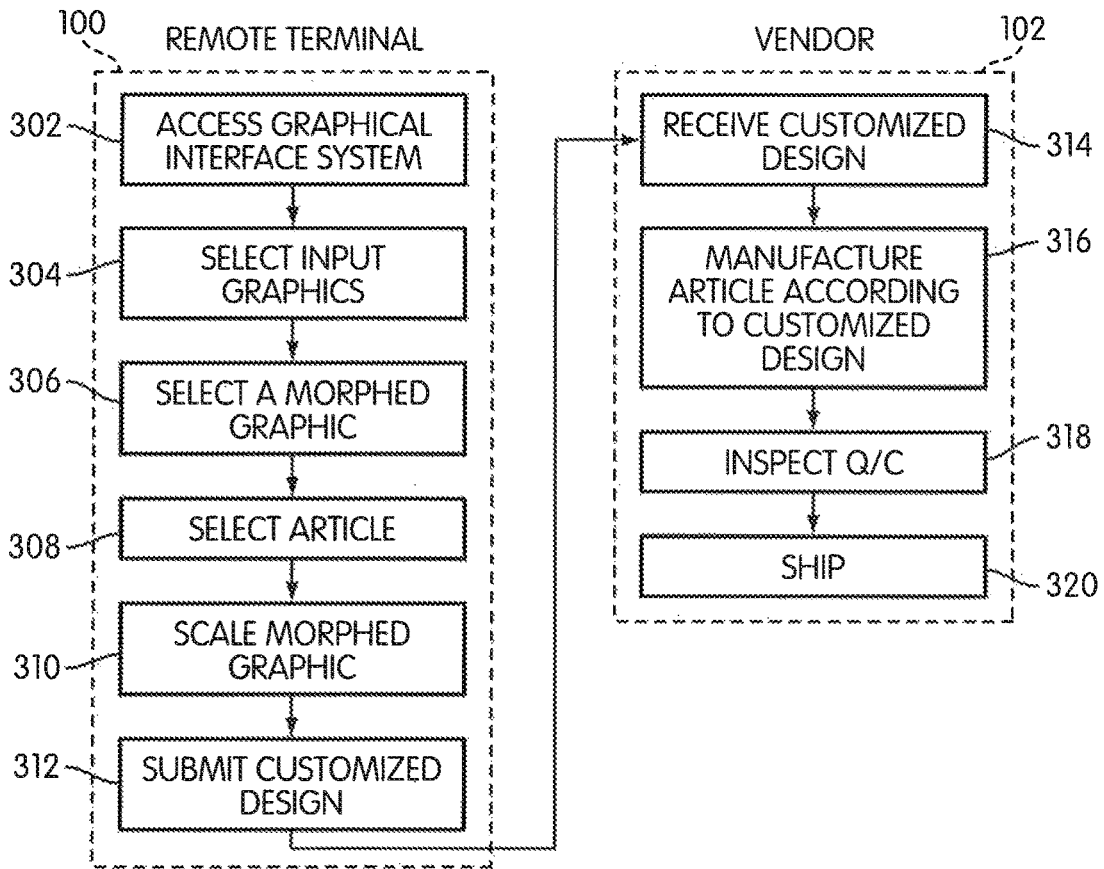 100
REMOTE TERMINAL
302
ACCESS GRAPHICAL
INTERFACE SYSTEM
304
SELECT INPUT
GRAPHICS
306
SELECT A MORPHED
GRAPHIC
308
SELECT ARTICLE
310
SCALE MORPHED
GRAPHIC
312
SUBMIT CUSTOMIZED
DESIGN
VENDOR
102
RECEIVE CUSTOMIZED
DESIGN
314
MANUFACTURE
ARTICLE ACCORDING
TO CUSTOMIZED
DESIGN
316
INSPECT Q/C
318
SHIP
320